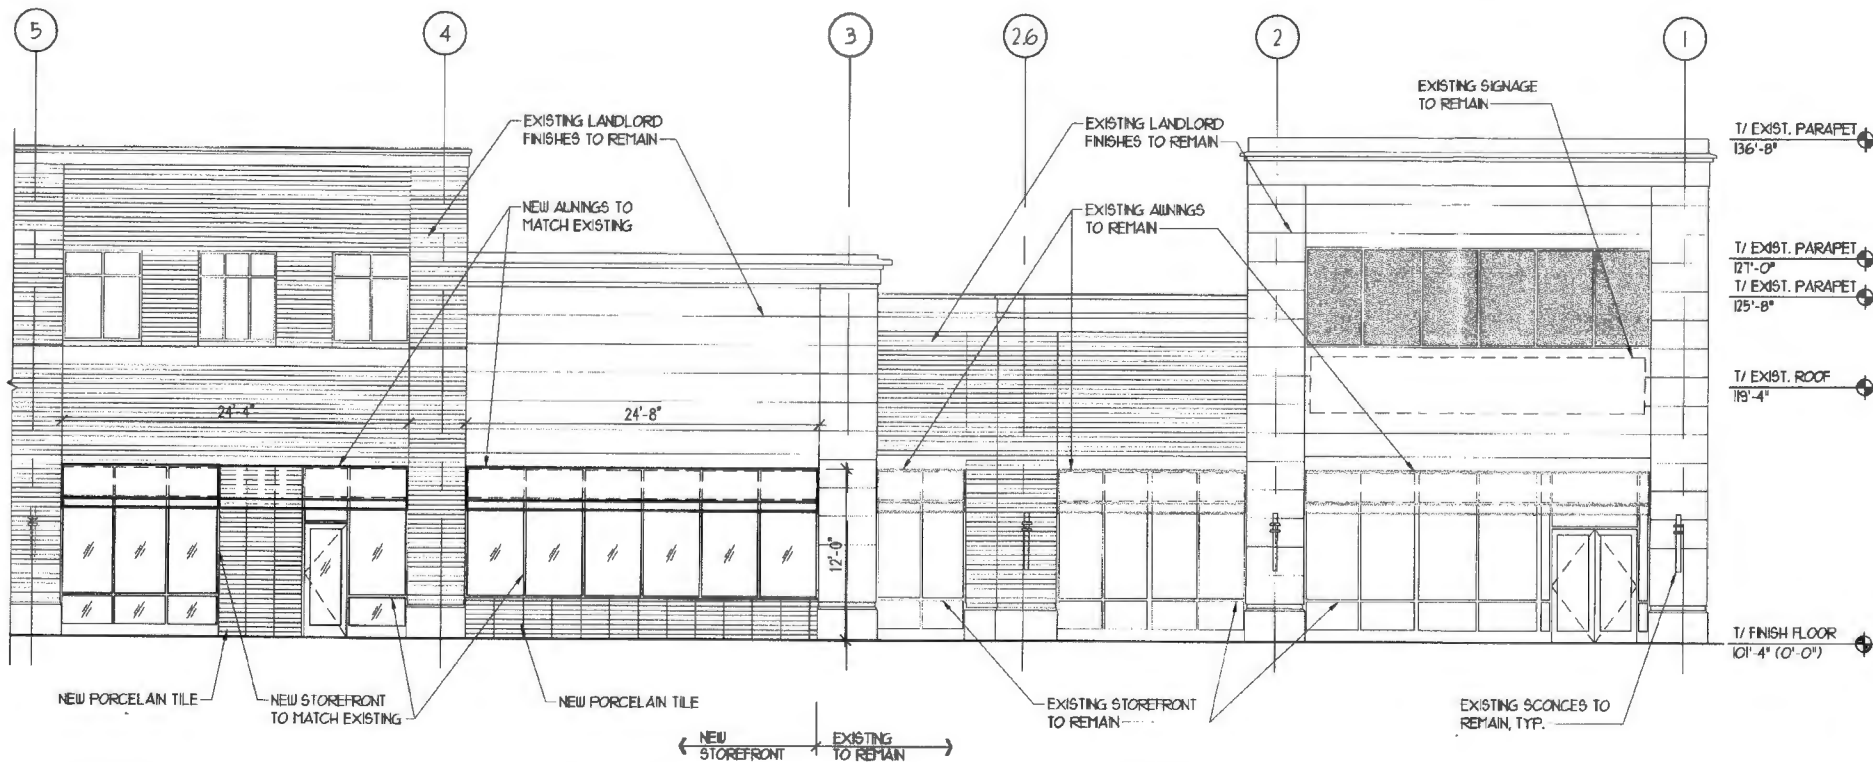 5
4
3
2.6
2
1
EXISTING SIGNAGE
TO REMAIN
EXISTING LANDLORD
FINISHES TO REMAIN
EXISTING LANDLORD
FINISHES TO REMAIN
T/ EXIST. PARAPET
136'-8"
NEW AWNINGS TO
MATCH EXISTING
EXISTING AWNINGS
TO REMAIN
T/ EXIST. PARAPET
127'-0"
T/ EXIST. PARAPET
125'-8"
T/ EXIST. ROOF
119'-4"
24'-4"
24'-8"
12'-0"
T/ FINISH FLOOR
101'-4" (0'-0")
NEW PORCELAIN TILE
NEW STOREFRONT
TO MATCH EXISTING
NEW PORCELAIN TILE
EXISTING STOREFRONT
TO REMAIN
EXISTING SCONCES TO
REMAIN, TYP.
NEW
STOREFRONT
EXISTING
TO REMAIN